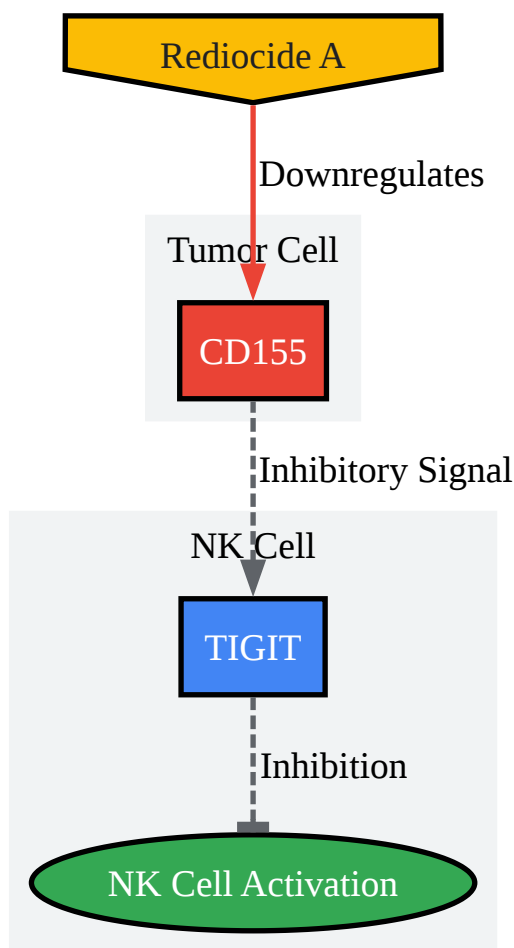 Rediocide A
Downregulates
Tumor Cell
CD155
Inhibitory Signal
NK Cell
TIGIT
Inhibition
NK Cell Activation